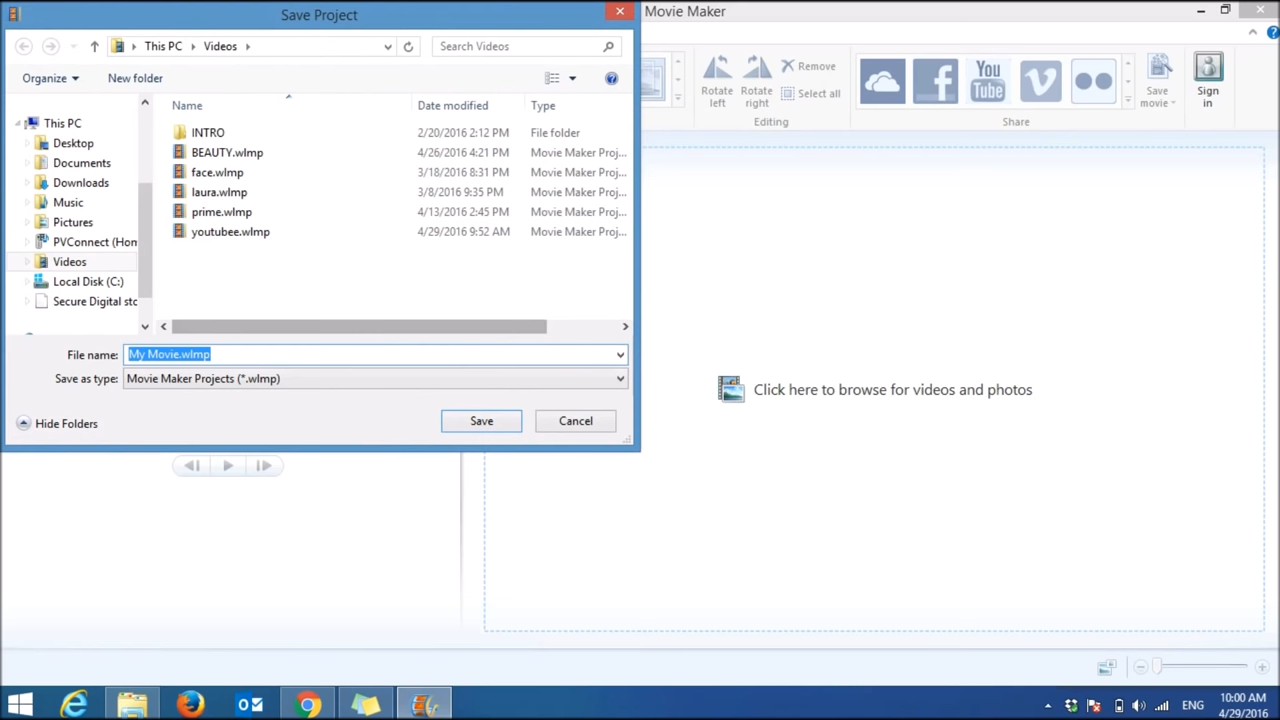 Save Project
Movie Maker
This PC
Videos
Search Videos
Organize
New folder
Remove
Rotate left
Rotate right
Select all
Editing
You Tube
Save movie
Sign in
Share
Name
Date modified
Type
INTRO 2/20/2016 2:12 PM File folder
BEAUTY.wlmp 4/26/2016 4:21 PM Movie Maker Proj...
face.wlmp 3/18/2016 8:31 PM Movie Maker Proj...
laura.wlmp 3/8/2016 9:35 PM Movie Maker Proj...
prime.wlmp 4/13/2016 2:45 PM Movie Maker Proj...
youtubee.wlmp 4/29/2016 9:52 AM Movie Maker Proj...
This PC
Desktop
Documents
Downloads
Music
Pictures
PVConnect (Hom
Videos
Local Disk (C:)
Secure Digital stc
File name: My Movie.wlmp
Save as type: Movie Maker Projects (*.wlmp)
Hide Folders
Save
Cancel
Click here to browse for videos and photos
ENG
10:00 AM
4/29/2016